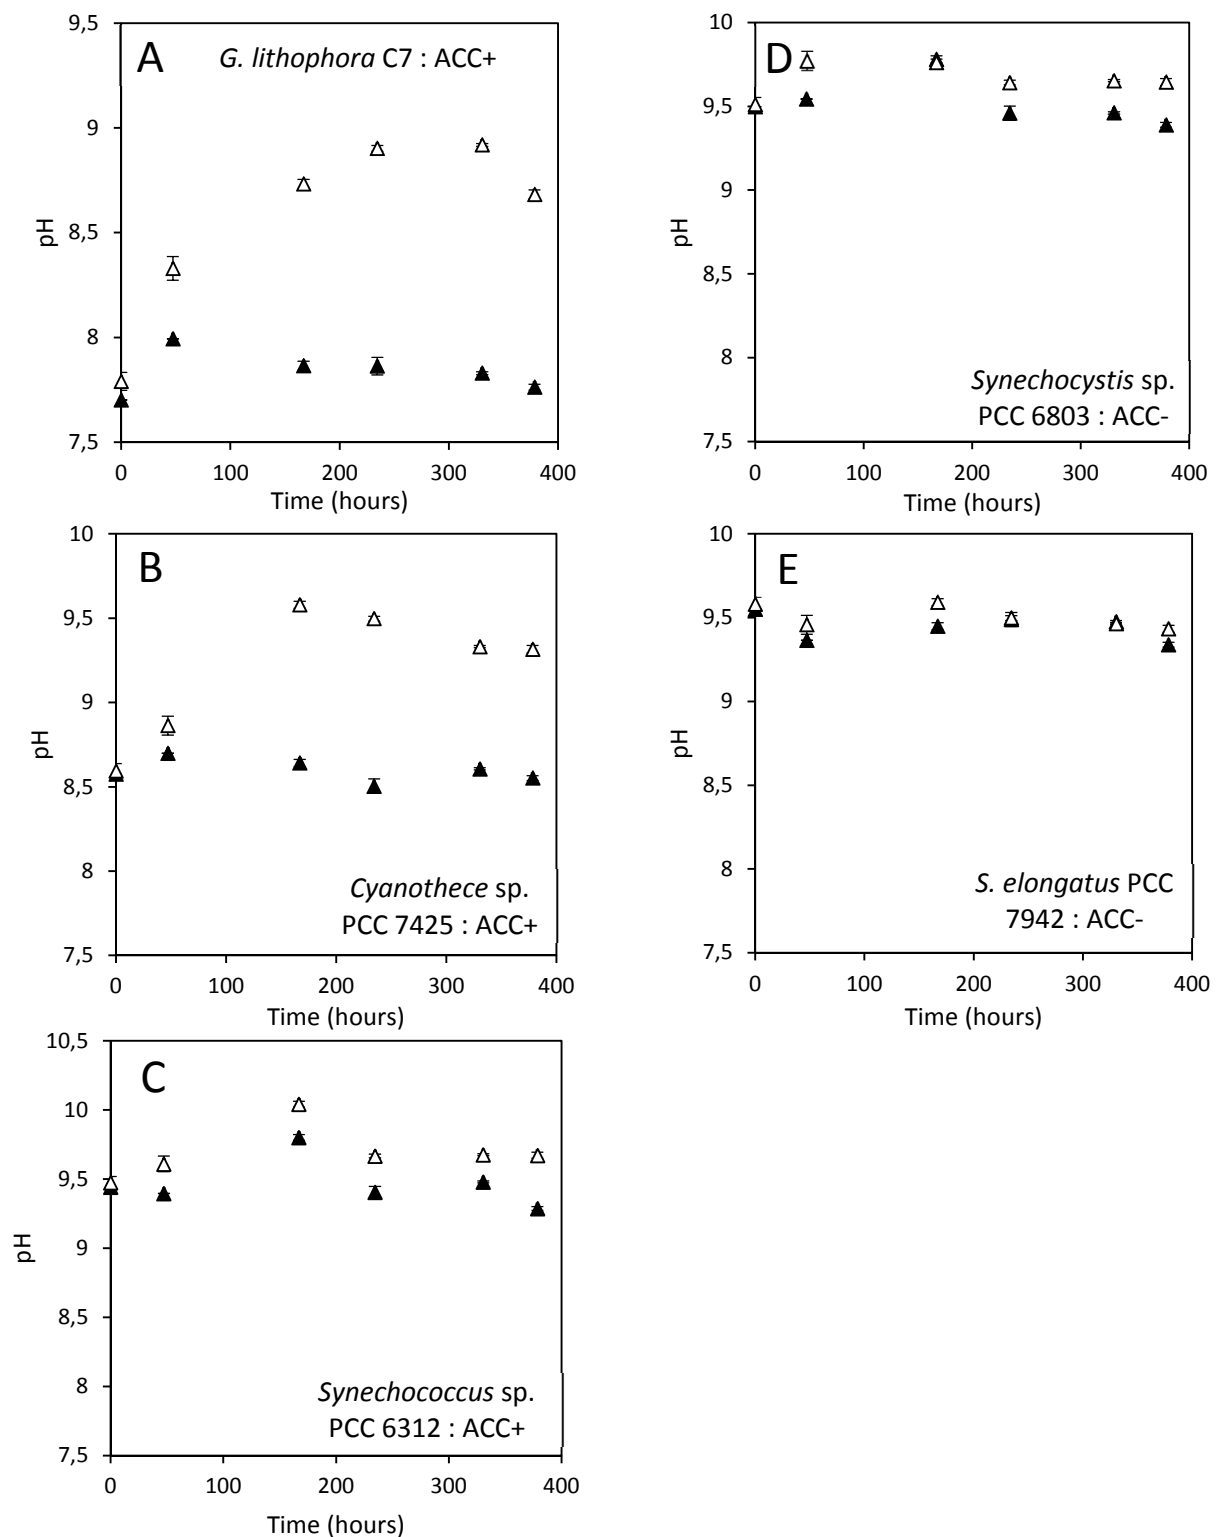 A
G. lithophora C7 : ACC+
9,5
9
8,5
8
7,5
pH
0 100 200 300 400
Time (hours)
D
10
9,5
9
8,5
8
7,5
pH
Synechocystis sp.
PCC 6803 : ACC-
0 100 200 300 400
Time (hours)
B
10
9,5
9
8,5
8
7,5
pH
Cyanothece sp.
PCC 7425 : ACC+
0 100 200 300 400
Time (hours)
E
10
9,5
9
8,5
8
7,5
pH
S. elongatus PCC
7942 : ACC-
0 100 200 300 400
Time (hours)
C
10,5
10
9,5
9
8,5
8
7,5
pH
Synechococcus sp.
PCC 6312 : ACC+
0 100 200 300 400
Time (hours)